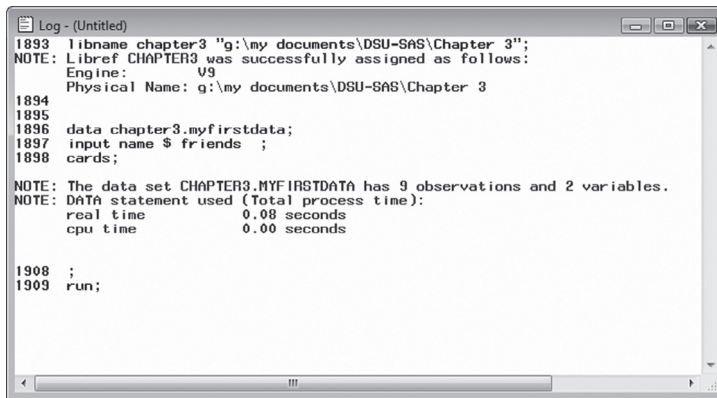 Log - (Untitled)
1893 libname chapter3 "g:\my documents\DSU-SAS\Chapter 3";
NOTE: Libref CHAPTER3 was successfully assigned as follows:
Engine: V9
Physical Name: g:\my documents\DSU-SAS\Chapter 3
1894
1895
1896 data chapter3.myfirstdata;
1897 input name $ friends ;
1898 cards;
NOTE: The data set CHAPTER3.MYFIRSTDATA has 9 observations and 2 variables.
NOTE: DATA statement used (Total process time):
real time 0.08 seconds
cpu time 0.00 seconds
1908 ;
1909 run;